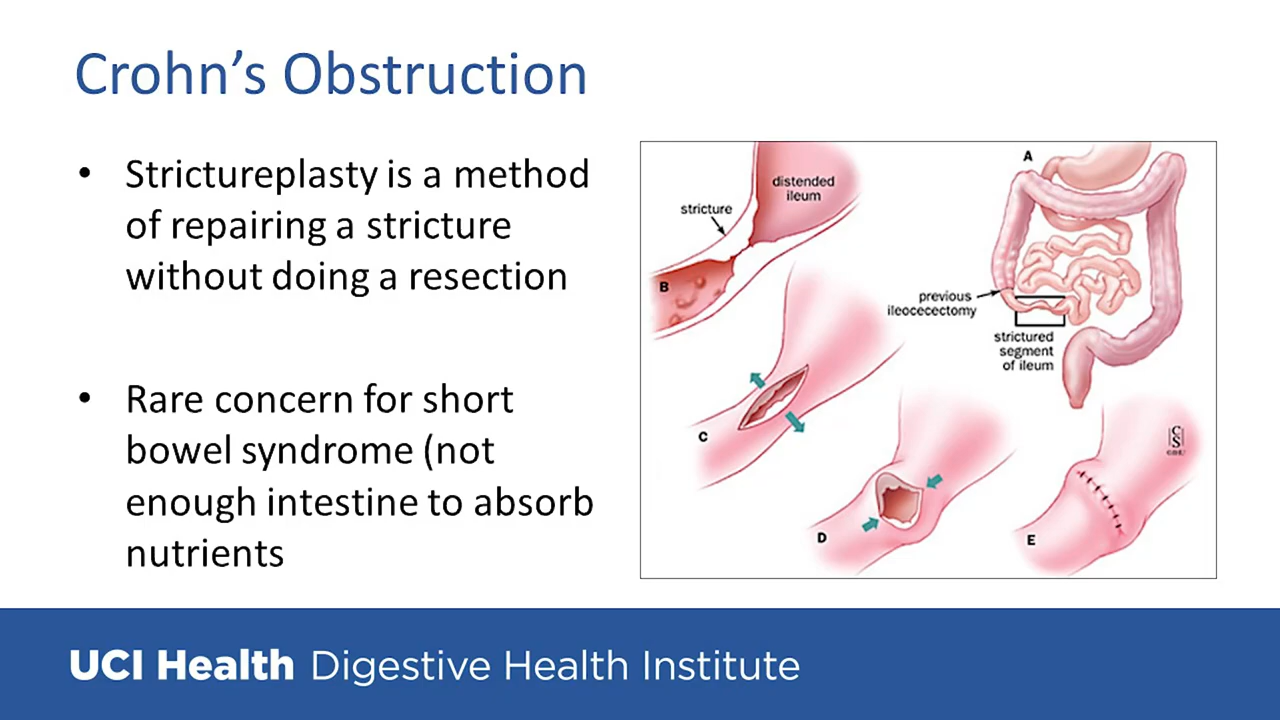 Crohn’s Obstruction
• Strictureplasty is a method
of repairing a stricture
without doing a resection
• Rare concern for short
bowel syndrome (not
enough intestine to absorb
nutrients
A
distended
ileum
stricture
B
previous
ileocecectomy
strictured
segment
of ileum
C
D
E
C
S
UCI Health Digestive Health Institute